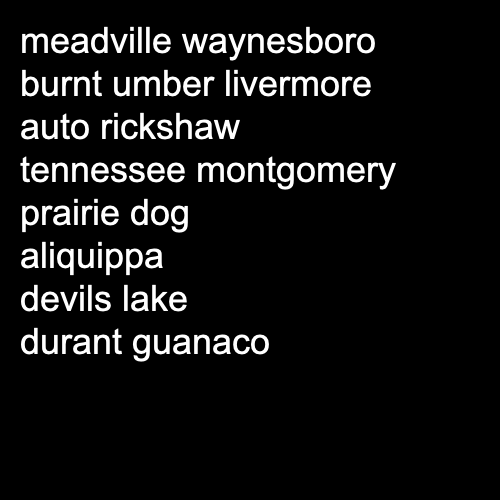 meadville waynesboro
burnt umber livermore
auto rickshaw
tennessee montgomery
prairie dog
aliquippa
devils lake
durant guanaco